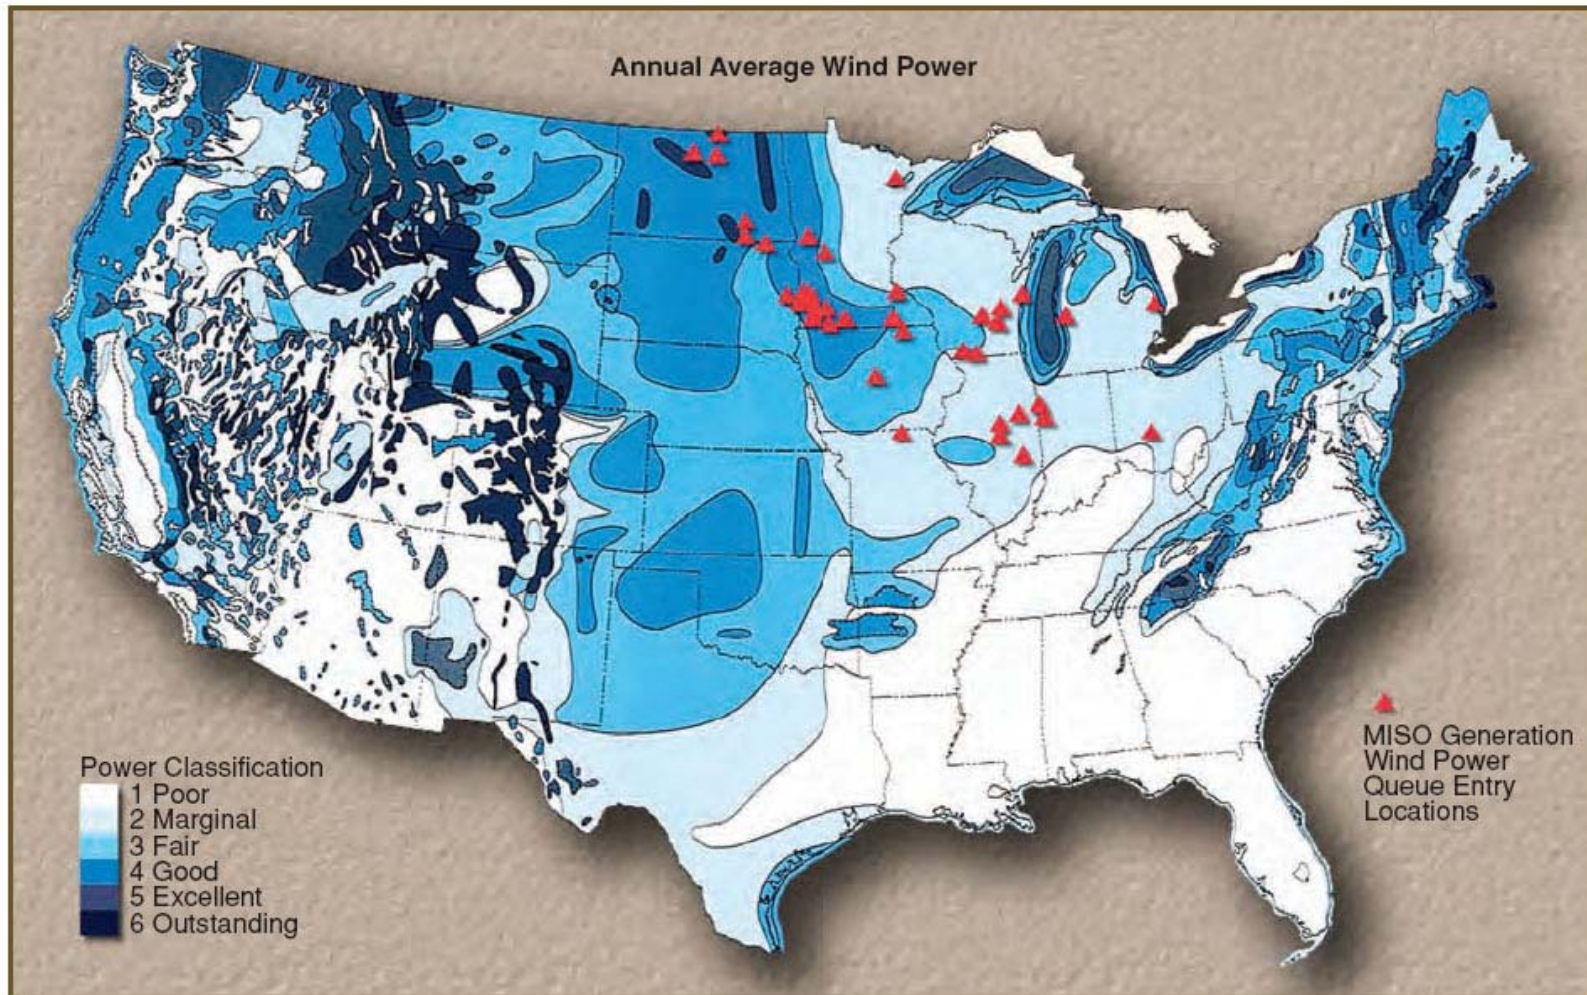 Annual Average Wind Power
Power Classification
1 Poor
2 Marginal
3 Fair
4 Good
5 Excellent
6 Outstanding
MISO Generation
Wind Power
Queue Entry
Locations